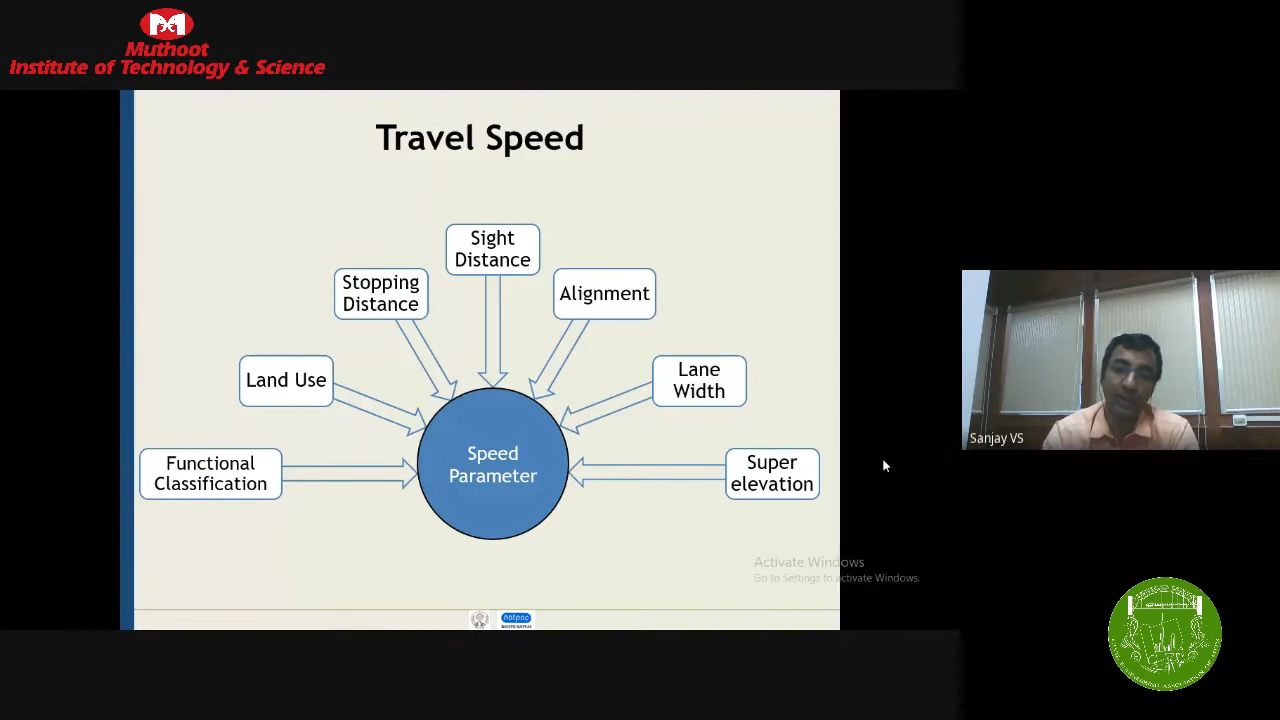 Muthoot
Institute of Technology & Science
Travel Speed
Sight
Distance
Stopping
Distance
Alignment
Land Use
Lane
Width
Functional
Classification
Speed
Parameter
Super
elevation
Sanjay VS
Activate Windows
Go to Settings to activate Windows.
natpac